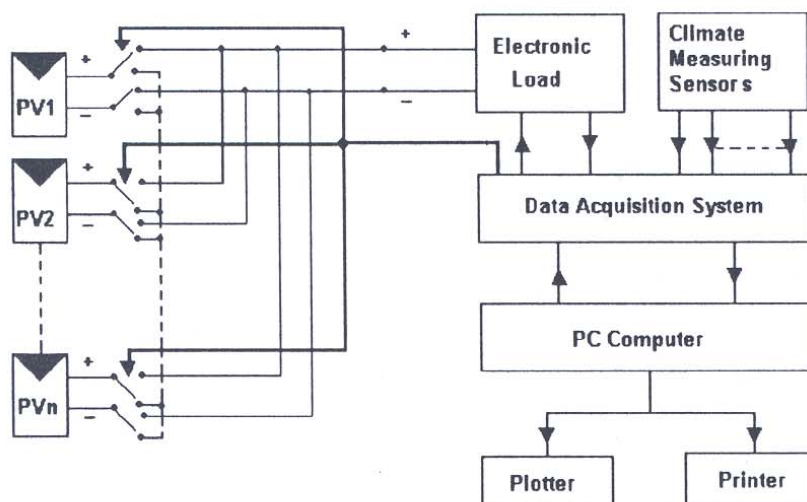 +
PV1
−
+
−
Electronic
Load
Climate
Measuring
Sensors
+
PV2
−
Data Acquisition System
PC Computer
+
PVn
−
Plotter
Printer